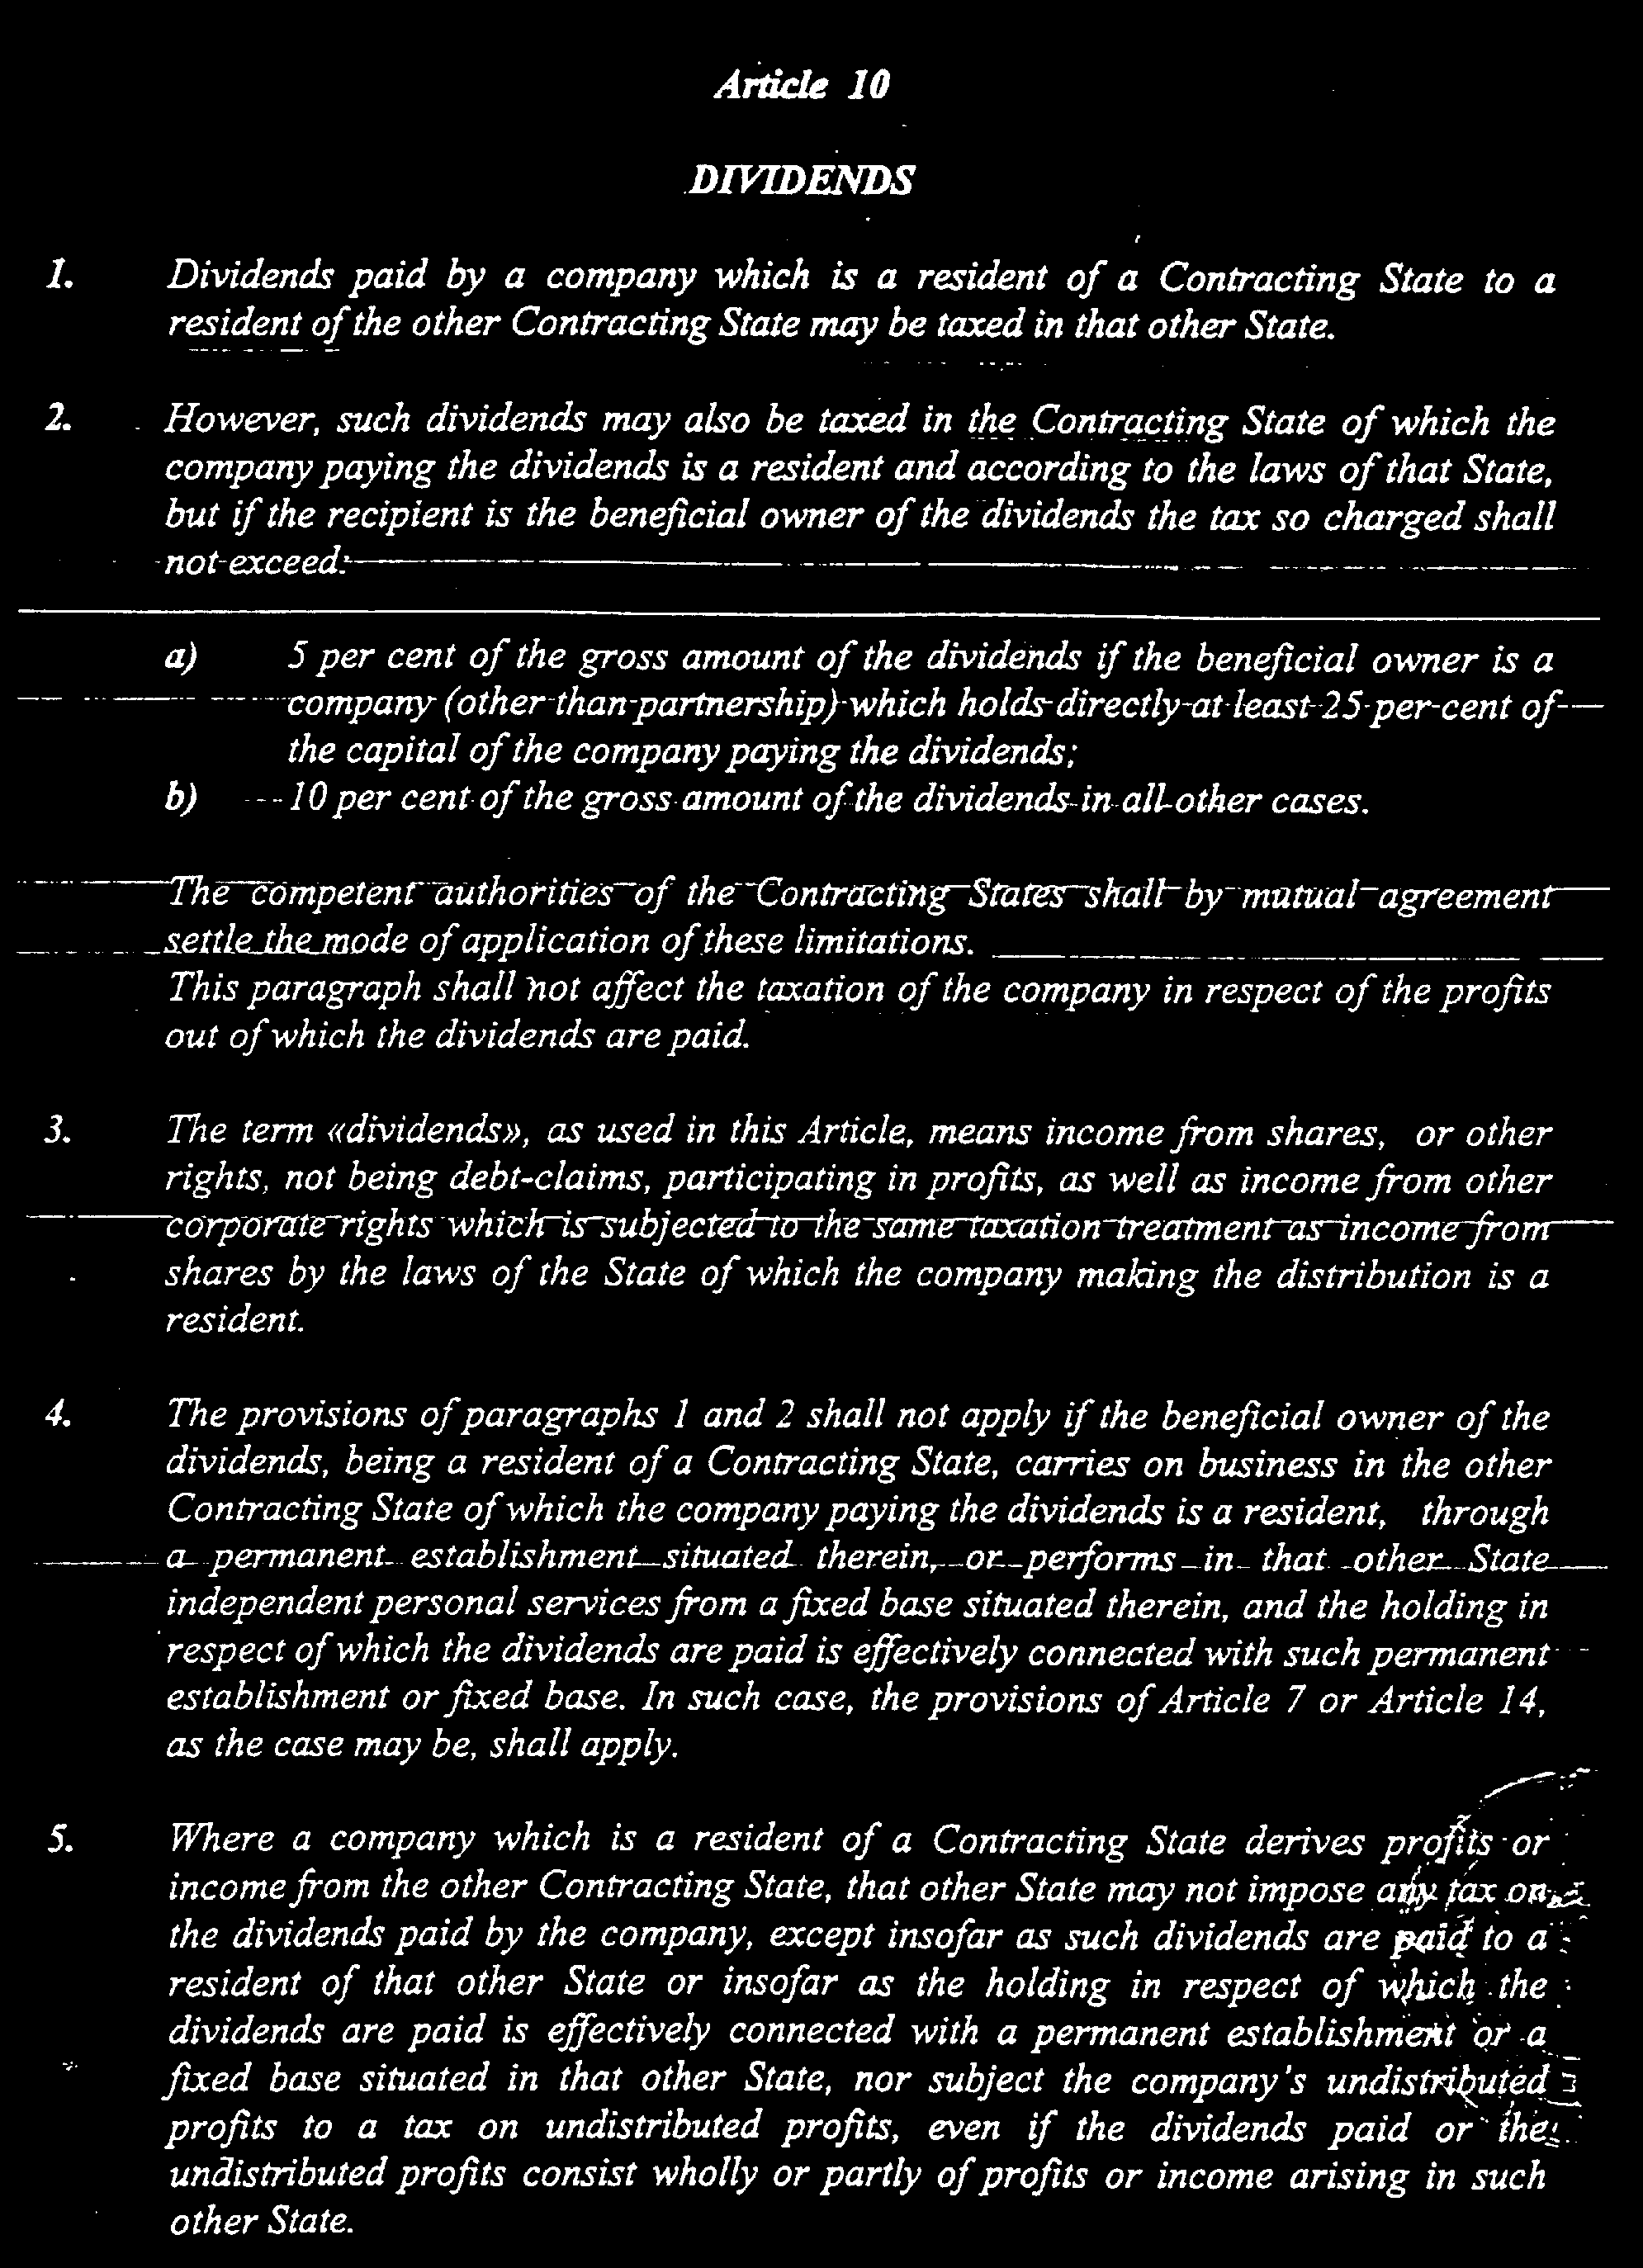 Article 10
DIVIDENDS
1. Dividends paid by a company which is a resident of a Contracting State to a
resident of the other Contracting State may be taxed in that other State.
2. However, such dividends may also be taxed in the Contracting State of which the
company paying the dividends is a resident and according to the laws of that State,
but if the recipient is the beneficial owner of the dividends the tax so charged shall
not exceed:
a) 5 per cent of the gross amount of the dividends if the beneficial owner is a
company (other than partnership) which holds directly at least 25 per cent of
the capital of the company paying the dividends;
b) 10 per cent of the gross amount of the dividends in all other cases.
The competent authorities of the Contracting States shall by mutual agreement
settle the mode of application of these limitations.
This paragraph shall not affect the taxation of the company in respect of the profits
out of which the dividends are paid.
3. The term «dividends», as used in this Article, means income from shares, or other
rights, not being debt-claims, participating in profits, as well as income from other
corporate rights which is subjected to the same taxation treatment as income from
shares by the laws of the State of which the company making the distribution is a
resident.
4. The provisions of paragraphs 1 and 2 shall not apply if the beneficial owner of the
dividends, being a resident of a Contracting State, carries on business in the other
Contracting State of which the company paying the dividends is a resident, through
a permanent establishment situated therein, or performs in that other State
independent personal services from a fixed base situated therein, and the holding in
respect of which the dividends are paid is effectively connected with such permanent
establishment or fixed base. In such case, the provisions of Article 7 or Article 14,
as the case may be, shall apply.
5. Where a company which is a resident of a Contracting State derives profits or
income from the other Contracting State, that other State may not impose any tax on
the dividends paid by the company, except insofar as such dividends are paid to a
resident of that other State or insofar as the holding in respect of which the
dividends are paid is effectively connected with a permanent establishment or a
fixed base situated in that other State, nor subject the company's undistributed
profits to a tax on undistributed profits, even if the dividends paid or the
undistributed profits consist wholly or partly of profits or income arising in such
other State.